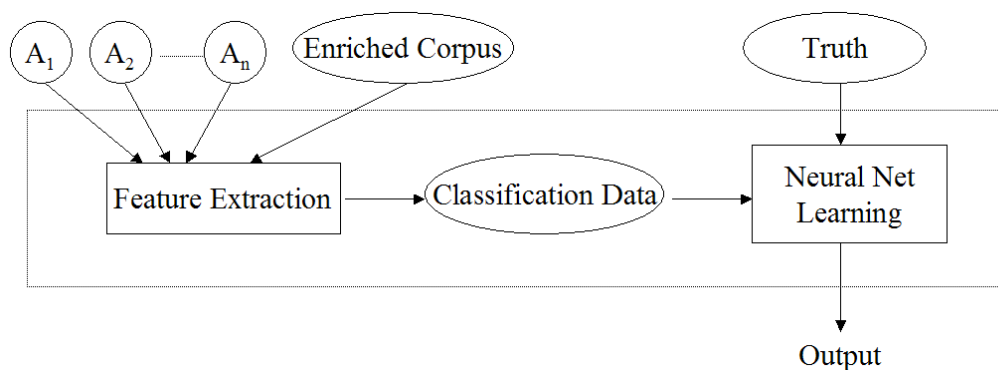 A1
A2
An
Enriched Corpus
Truth
Feature Extraction
Classification Data
Neural Net
Learning
Output